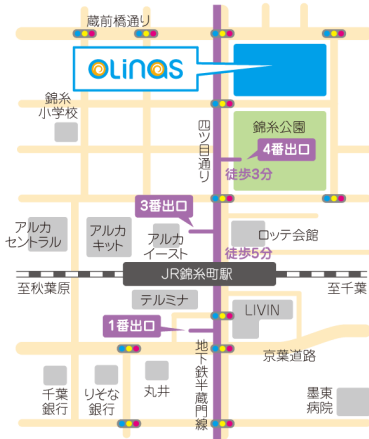 蔵前橋通り
OLiNAS
錦糸
小学校
四ツ目通り
錦糸公園
4番出口
徒歩3分
3番出口
アルカ
セントラル
アルカ
キット
アルカ
イースト
ロッテ会館
徒歩5分
JR錦糸町駅
至秋葉原
至千葉
テルミナ
LIVIN
1番出口
地下鉄半蔵門線
京葉道路
千葉
銀行
りそな
銀行
丸井
墨東
病院